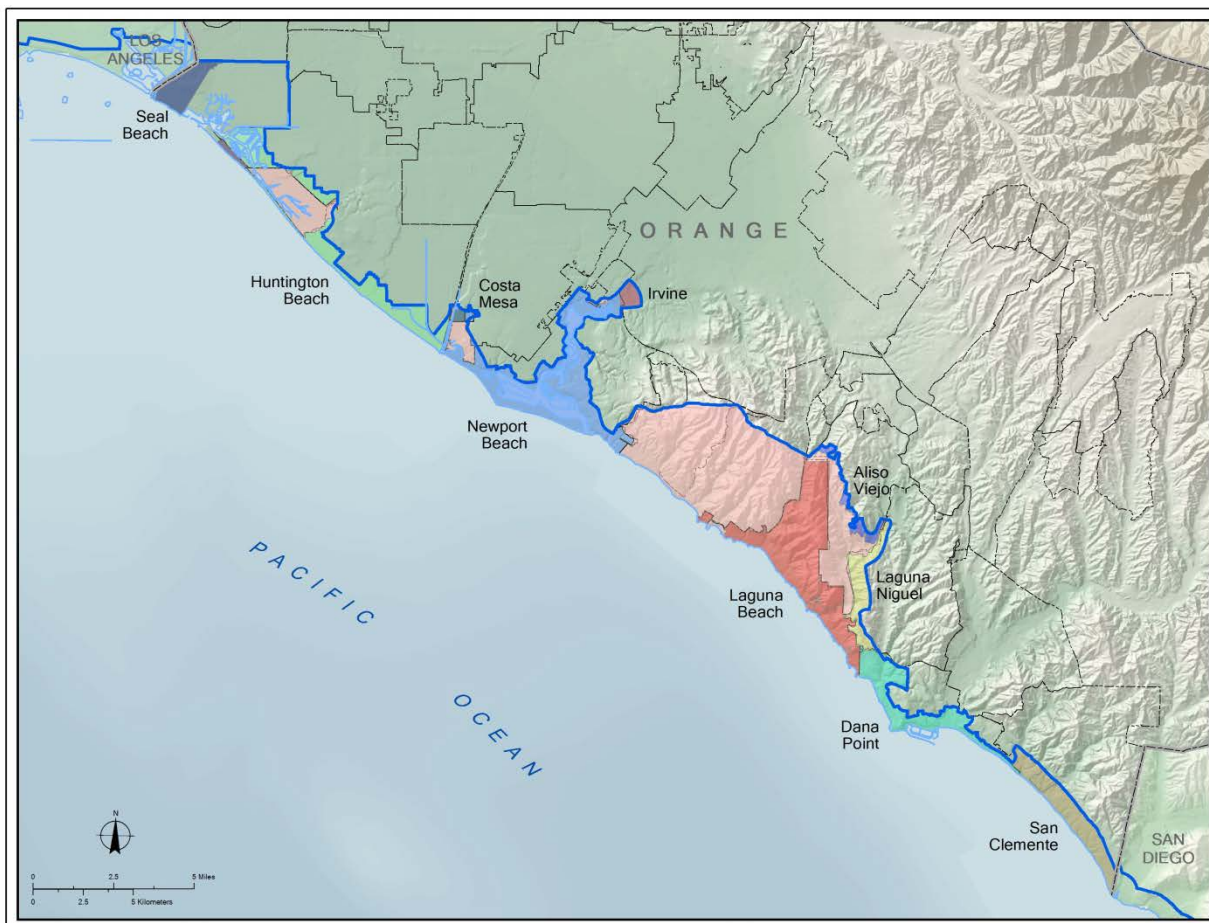 LOS
ANGELES
Seal
Beach
ORANGE
Huntington
Beach
Costa
Mesa
Irvine
Newport
Beach
Aliso
Viejo
Laguna
Niguel
Laguna
Beach
PACIFIC
OCEAN
Dana
Point
San
Clemente
SAN
DIEGO
N
0 2.5 5 Miles
0 2.5 5 Kilometers